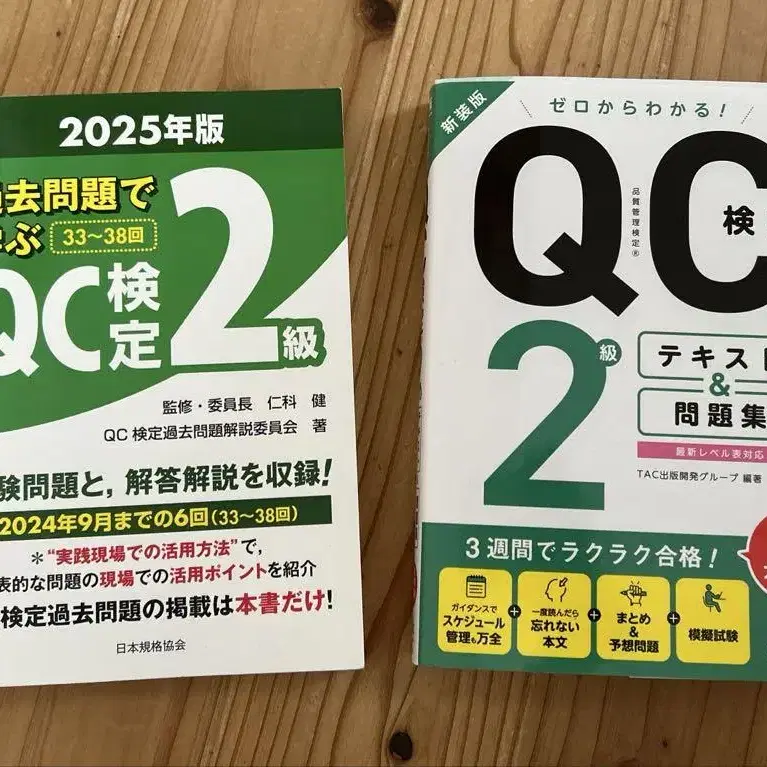 2025年版
過去問題で
学ぶ
33～38回
QC検定2級
監修・委員長 仁科 健
QC検定過去問題解説委員会 著
験問題と，解答解説を収録！
2024年9月までの6回（33～38回）
＊“実践現場での活用方法”で，
表的な問題の現場での活用ポイントを紹介
検定過去問題の掲載は本書だけ！
日本規格協会
新装版
ゼロからわかる！
QC検
品質管理検定®
2級
テキスト
&
問題集
最新レベル表対応
TAC出版開発グループ 編著
3週間でラクラク合格！
ガイダンスで
スケジュール
管理も万全
+
一度読んだら
忘れない
本文
+
まとめ
&
予想問題
+
模擬試験